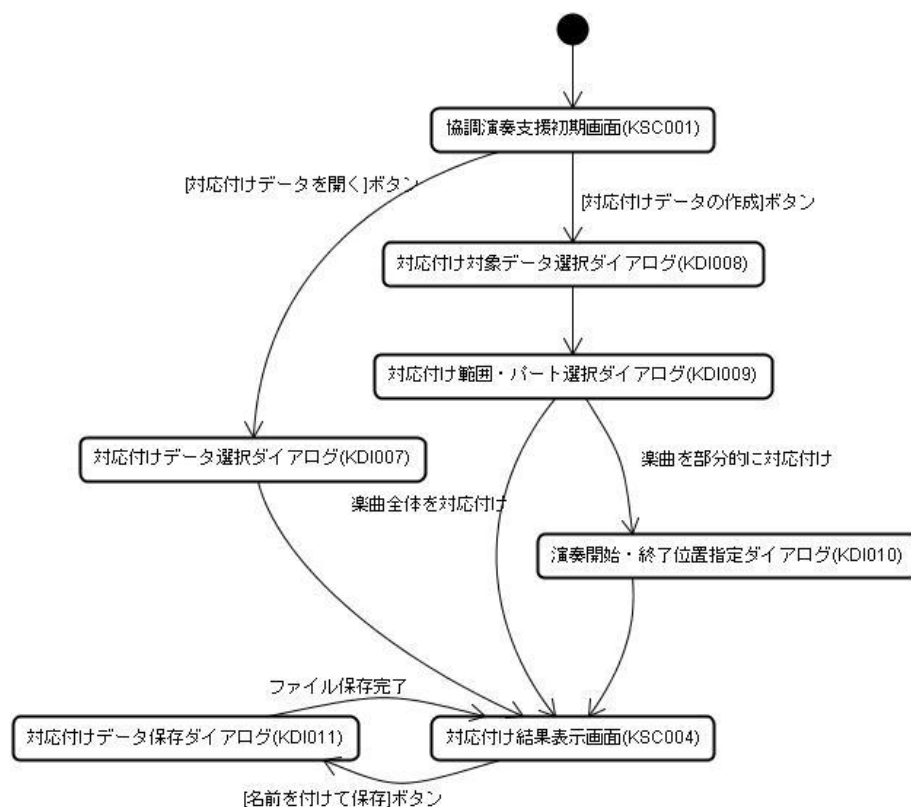 協調演奏支援初期画面(KSC001)
[対応付けデータを開く]ボタン
[対応付けデータの作成]ボタン
対応付け対象データ選択ダイアログ(KDI008)
対応付け範囲・パート選択ダイアログ(KDI009)
対応付けデータ選択ダイアログ(KDI007)
楽曲を部分的に対応付け
楽曲全体を対応付け
演奏開始・終了位置指定ダイアログ(KDI010)
ファイル保存完了
対応付けデータ保存ダイアログ(KDI011)
対応付け結果表示画面(KSC004)
[名前を付けて保存]ボタン